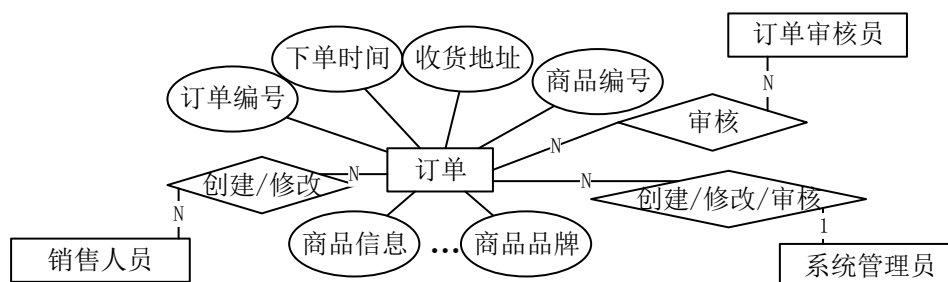 订单审核员
下单时间
收货地址
商品编号
N
订单编号
审核
N
订单
创建/修改
N
N
创建/修改/审核
N
1
商品信息
...
商品品牌
销售人员
系统管理员